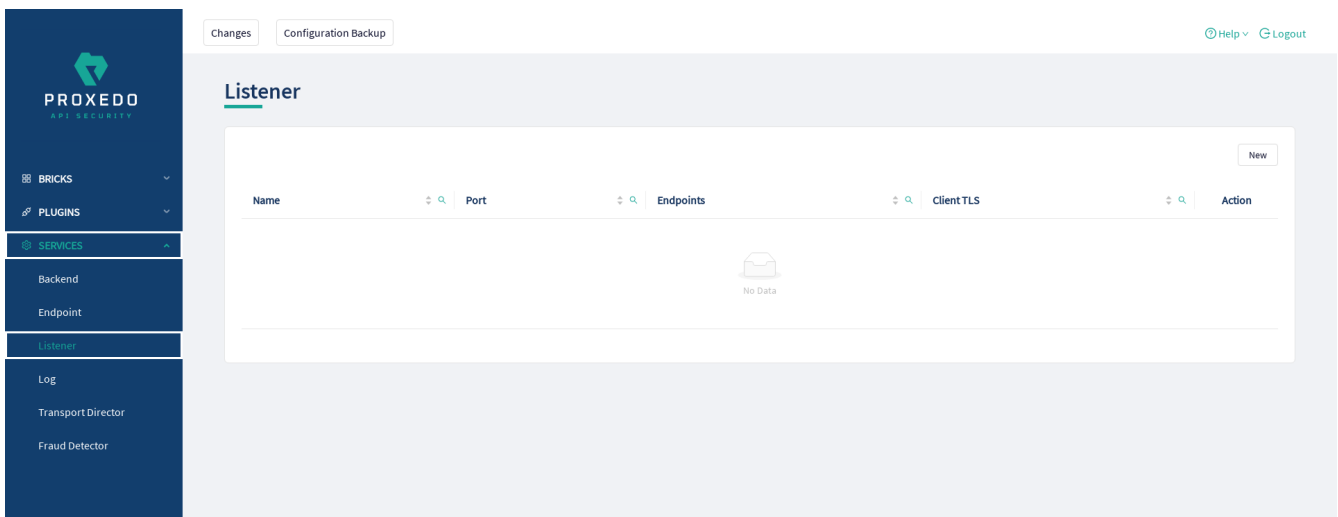 Changes
Configuration Backup
Help
Logout
PROXEDO
API SECURITY
BRICKS
PLUGINS
SERVICES
Backend
Endpoint
Listener
Log
Transport Director
Fraud Detector
Listener
New
Name Port Endpoints Client TLS Action
No Data